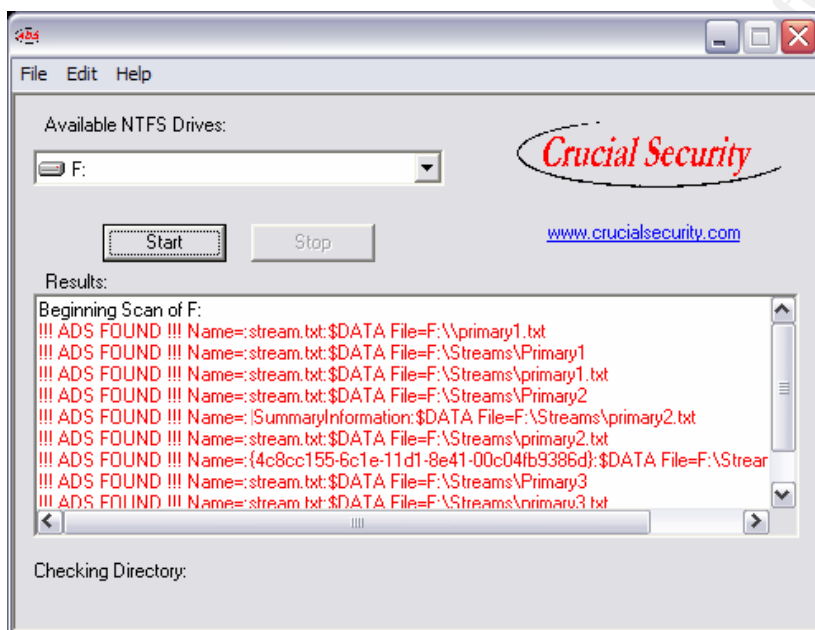 File Edit Help
Available NTFS Drives:
F:
Crucial Security
Start Stop
www.crucialsecurity.com
Results:
Beginning Scan of F:
!!! ADS FOUND !!! Name=:stream.txt:$DATA File=F:\\primary1.txt
!!! ADS FOUND !!! Name=:stream.txt:$DATA File=F:\Streams\Primary1
!!! ADS FOUND !!! Name=:stream.txt:$DATA File=F:\Streams\primary1.txt
!!! ADS FOUND !!! Name=:stream.txt:$DATA File=F:\Streams\Primary2
!!! ADS FOUND !!! Name=:|SummaryInformation:$DATA File=F:\Streams\primary2.txt
!!! ADS FOUND !!! Name=:stream.txt:$DATA File=F:\Streams\primary2.txt
!!! ADS FOUND !!! Name=:{4c8cc155-6c1e-11d1-8e41-00c04fb9386d}:$DATA File=F:\Strear
!!! ADS FOUND !!! Name=:stream.txt:$DATA File=F:\Streams\Primary3
!!! ADS FOUND !!! Name=:stream.txt:$DATA File=F:\Streams\primary3.txt
Checking Directory: